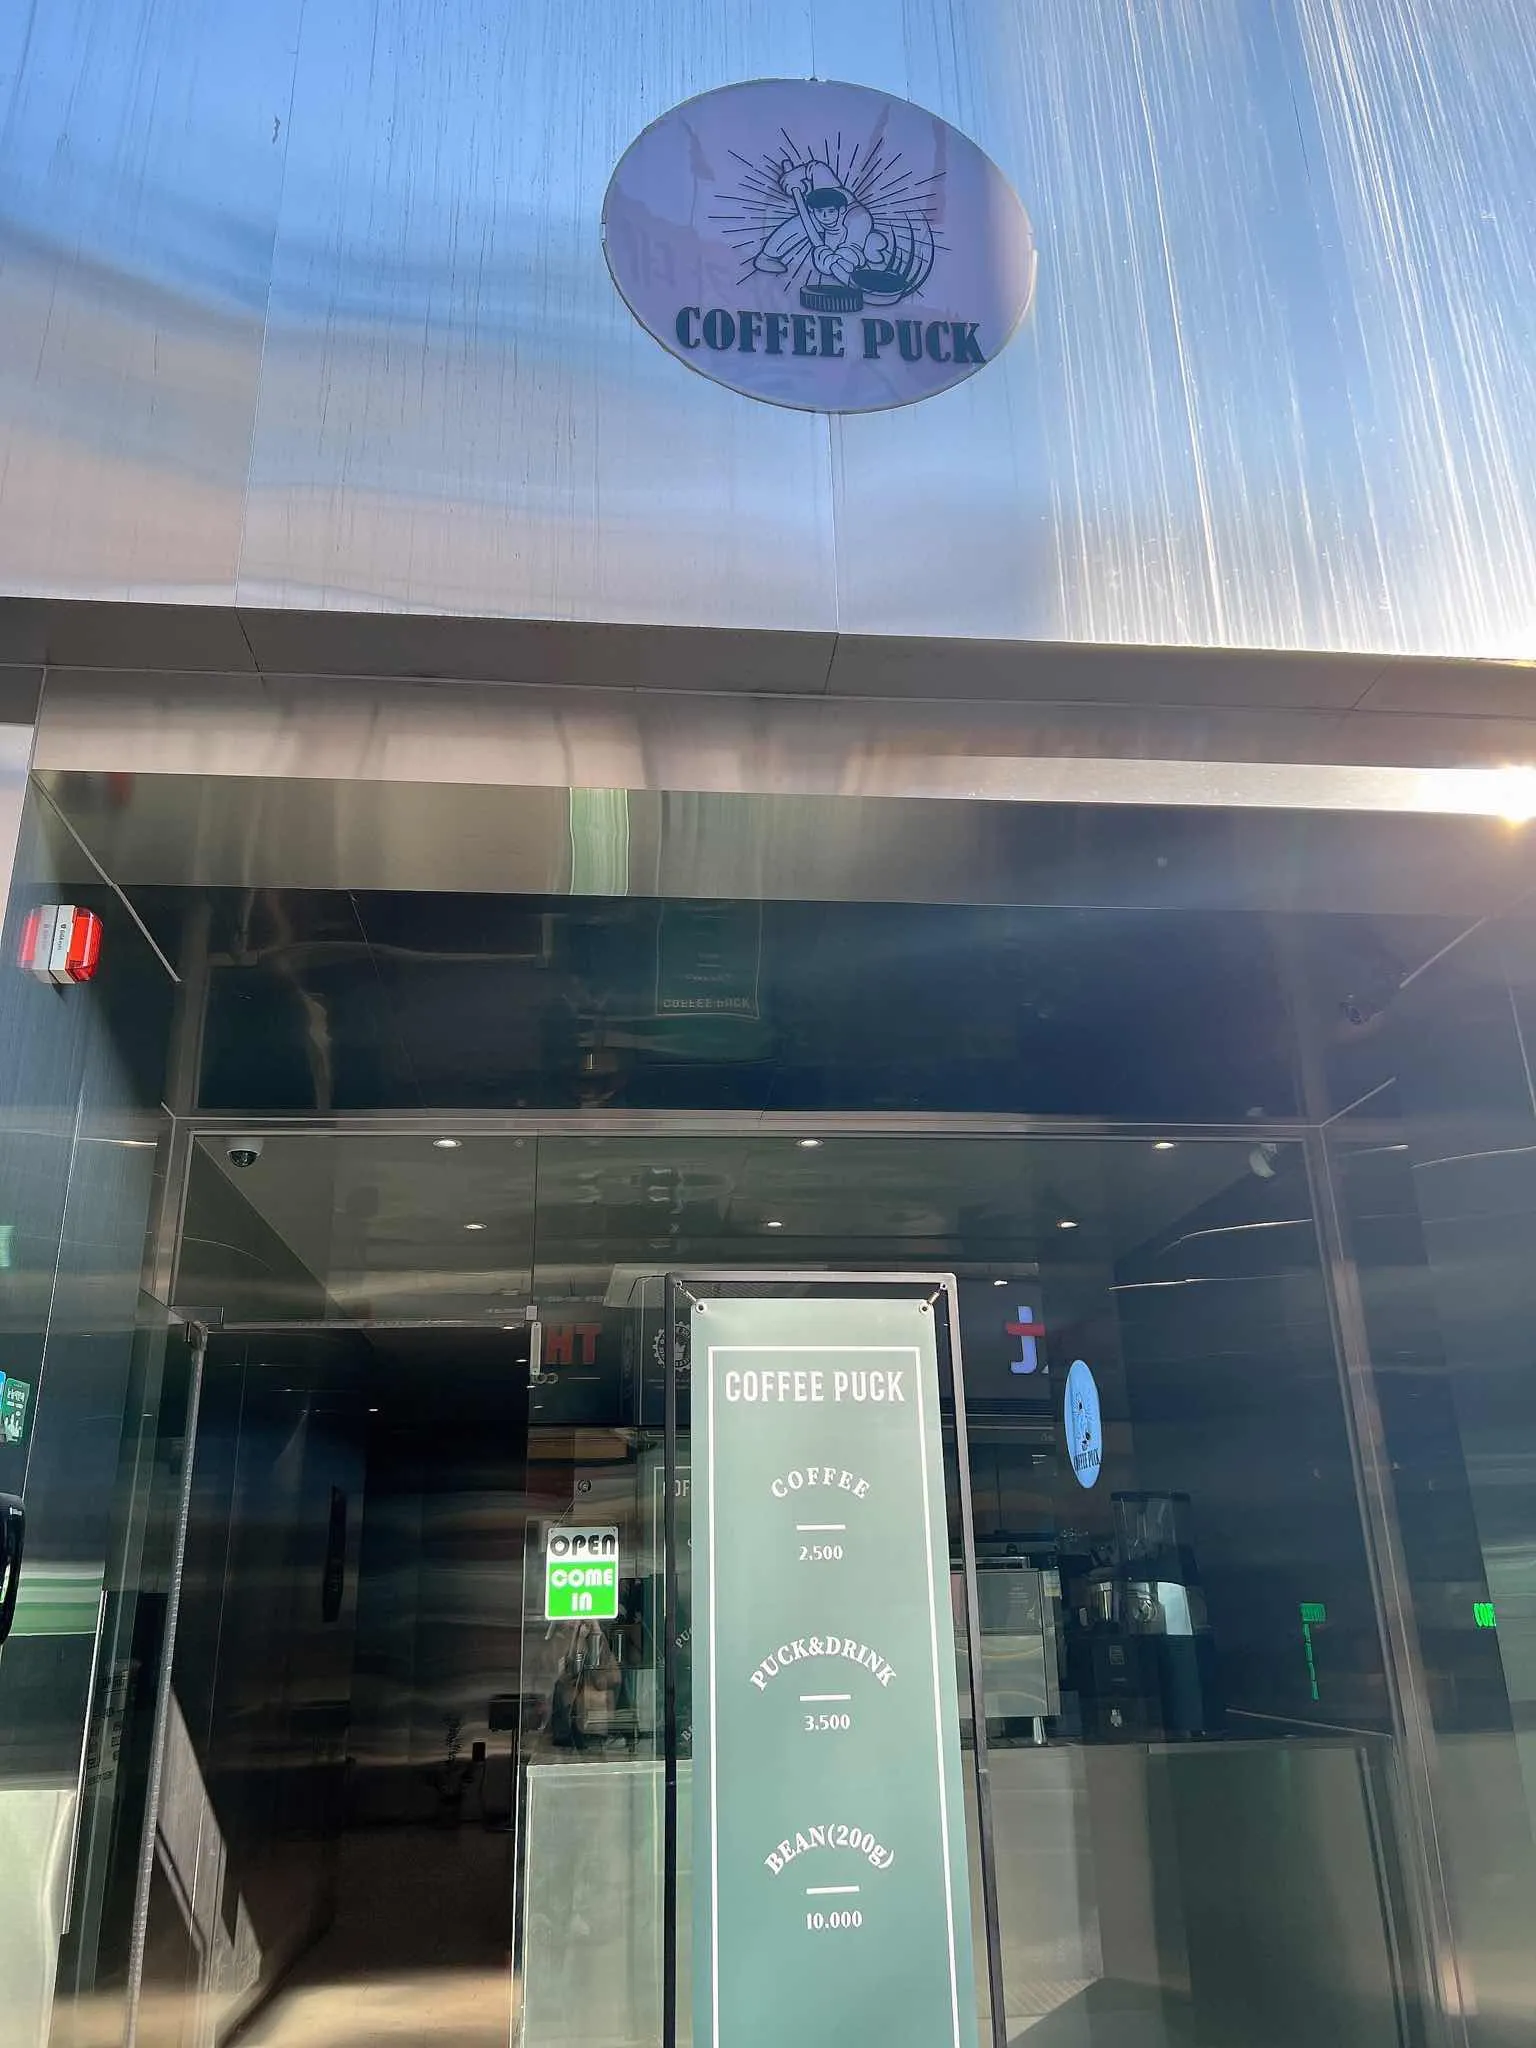 COFFEE PUCK
COFFEE PUCK
COFFEE
2.500
PUCK&DRINK
3.500
BEAN(200g)
10.000
OPEN
COME
IN
COFFEE PUCK